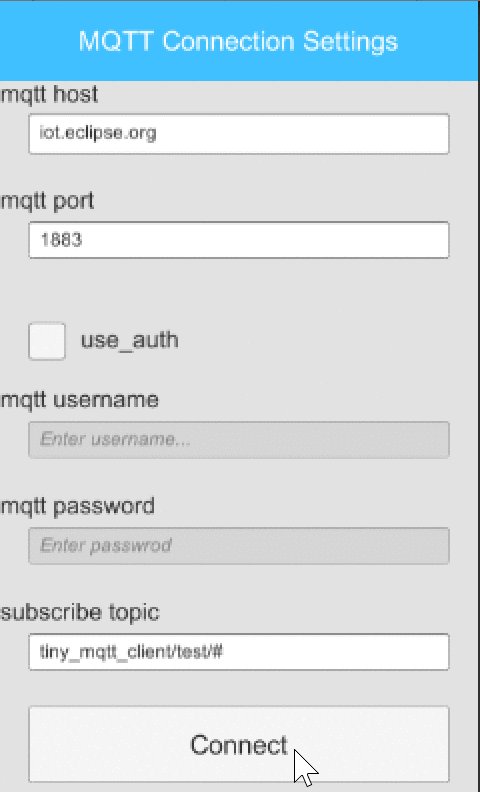 MQTT Connection Settings
mqtt host
iot.eclipse.org
mqtt port
1883
use_auth
mqtt username
Enter username...
mqtt password
Enter passwrod
subscribe topic
tiny_mqtt_client/test/#
Connect